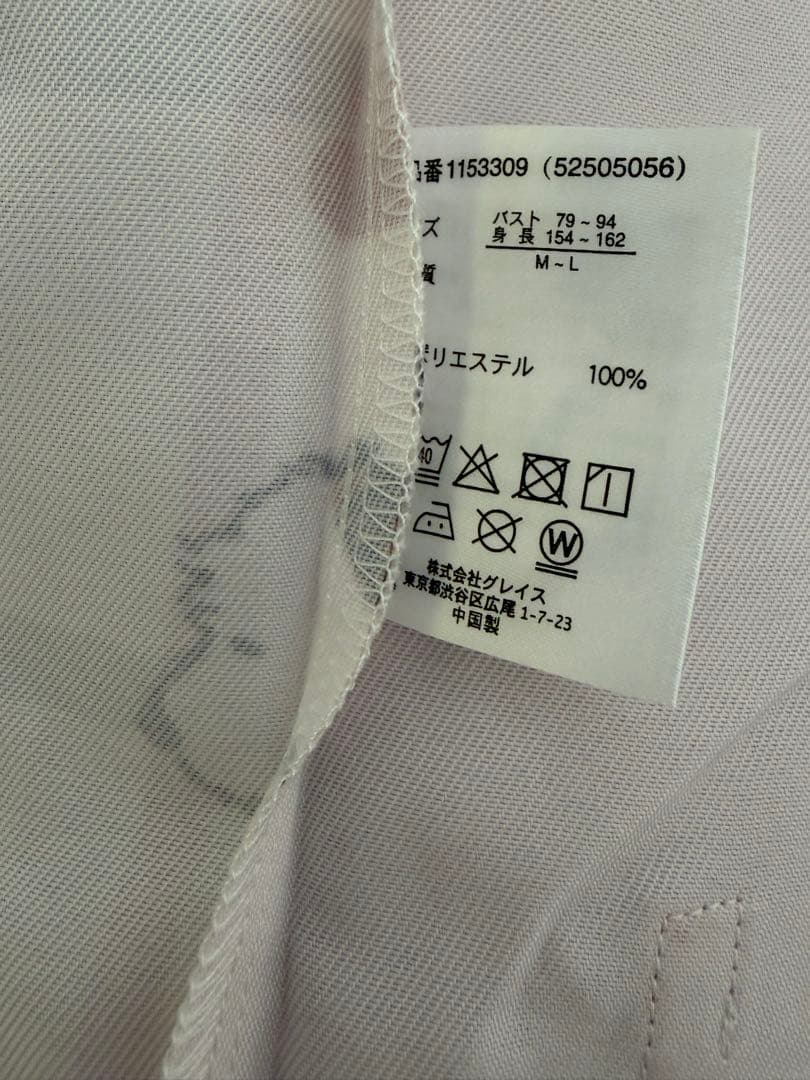 品番1153309 (52505056)
ズ
バスト 79~94
身長 154~162
M~L
質
ポリエステル 100%
40
W
株式会社グレイス
東京都渋谷区広尾 1-7-23
中国製